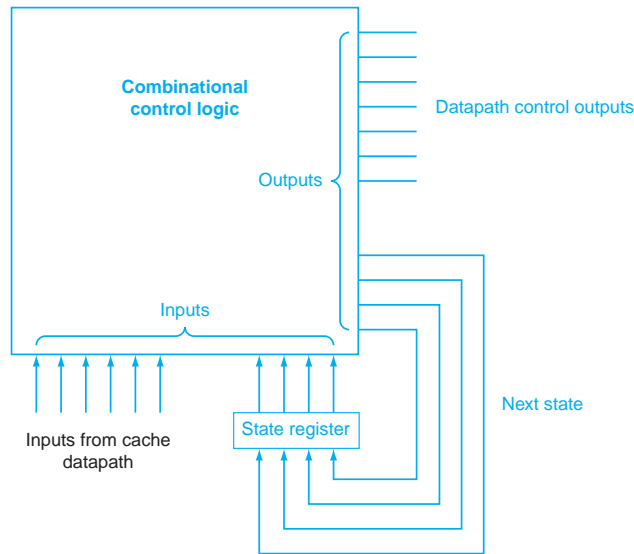 Combinational
control logic
Datapath control outputs
Outputs
Inputs
Next state
State register
Inputs from cache
datapath